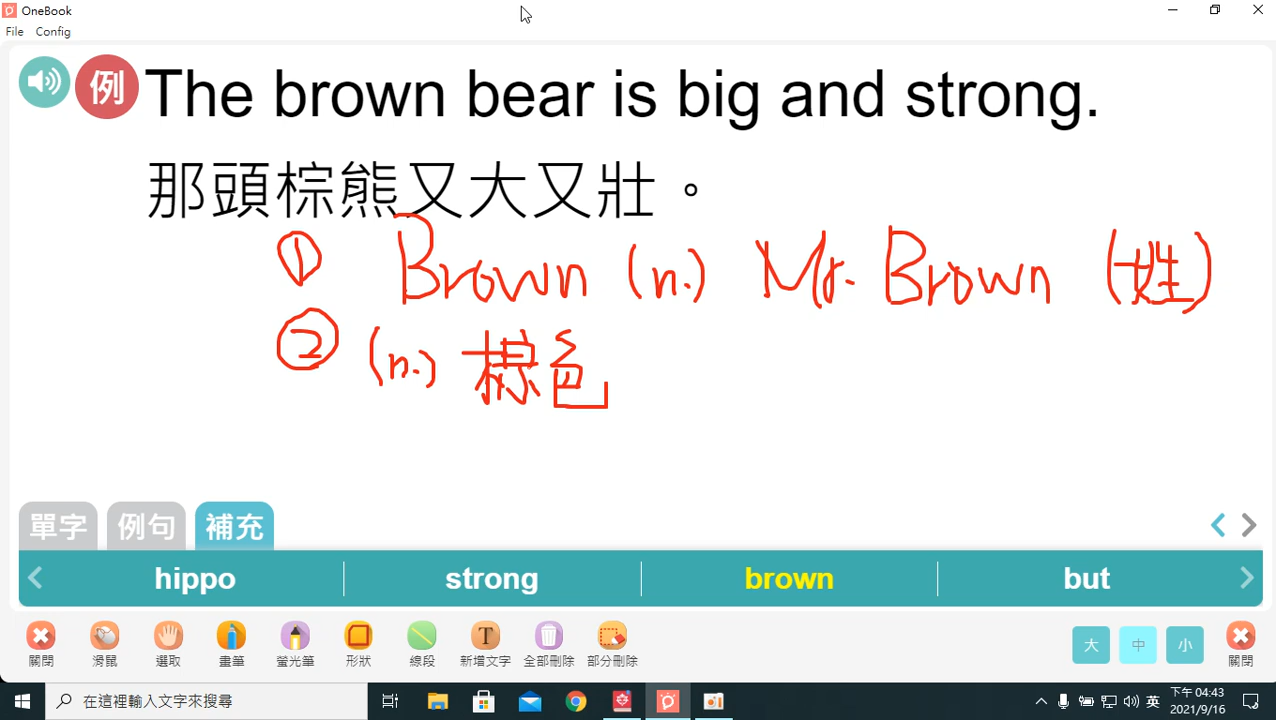 OneBook
File Config
例 The brown bear is big and strong.
那頭棕熊又大又壯。
① Brown (n.) Mr. Brown (姓)
② (n.) 棕色
單字 例句 補充
hippo strong brown but
關閉 滑鼠 選取 畫筆 螢光筆 形狀 線段 新增文字 全部刪除 部分刪除 大 中 小 關閉
在這裡輸入文字來搜尋
英 下午 04:43
2021/9/16